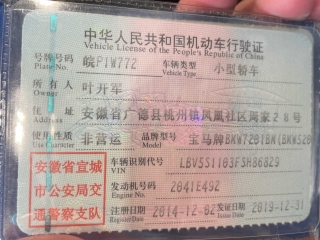 中华人民共和国机动车行驶证
Vehicle License of the People's Republic of China
号牌号码 皖P1W772 车辆类型 小型轿车
Plate No. Vehicle Type
所有人 叶升军
Owner
住址 安徽省广德县桃州镇凤凰社区周家28号
Address
使用性质 非营运 品牌型号 宝马牌BMW7201BK(BMW520
Use Character Model
安徽省宣城 车辆识别代号 LBV5S1103FSH86829
VIN
市公安局交 发动机号码 2041E492
Engine No.
通警察支队 注册日期 2014-12-02 发证日期 2019-12-31
Register Date Issue Date